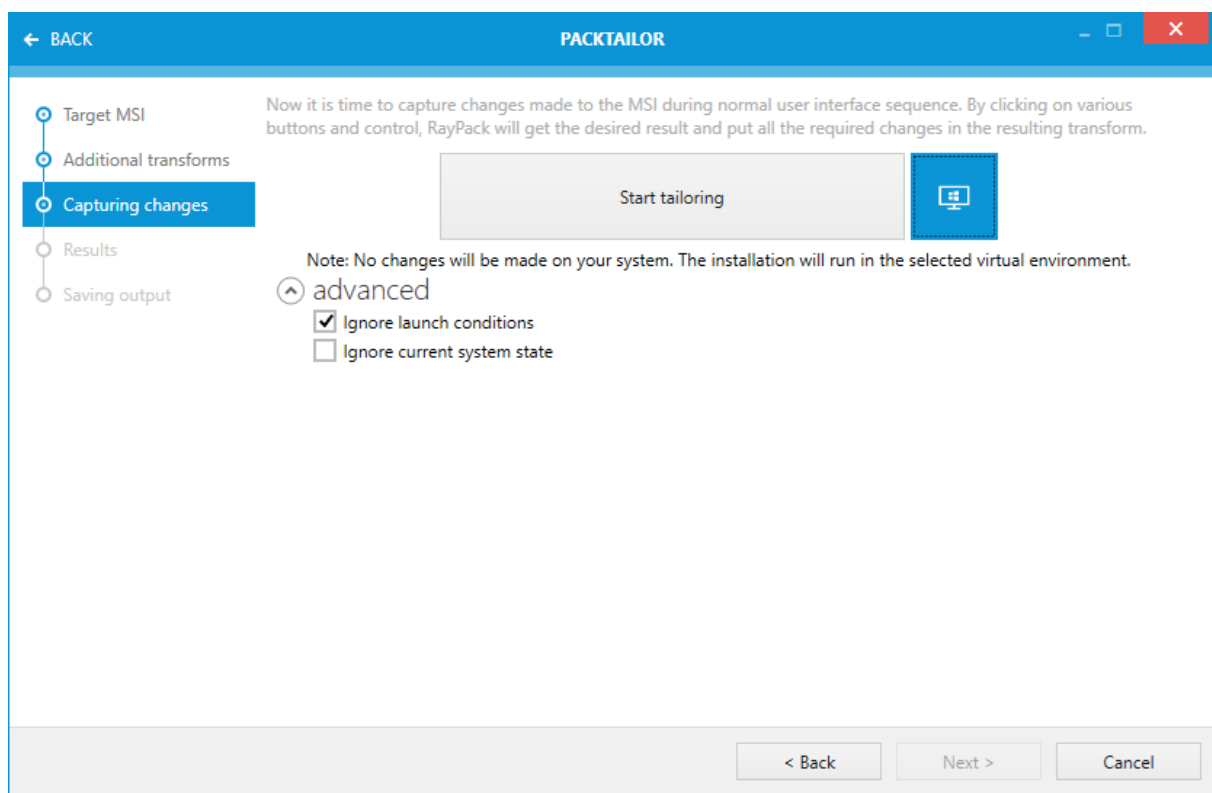 BACK
PACKTAILOR
Target MSI
Additional transforms
Capturing changes
Results
Saving output
Now it is time to capture changes made to the MSI during normal user interface sequence. By clicking on various
buttons and control, RayPack will get the desired result and put all the required changes in the resulting transform.
Start tailoring
Note: No changes will be made on your system. The installation will run in the selected virtual environment.
advanced
Ignore launch conditions
Ignore current system state
< Back
Next >
Cancel